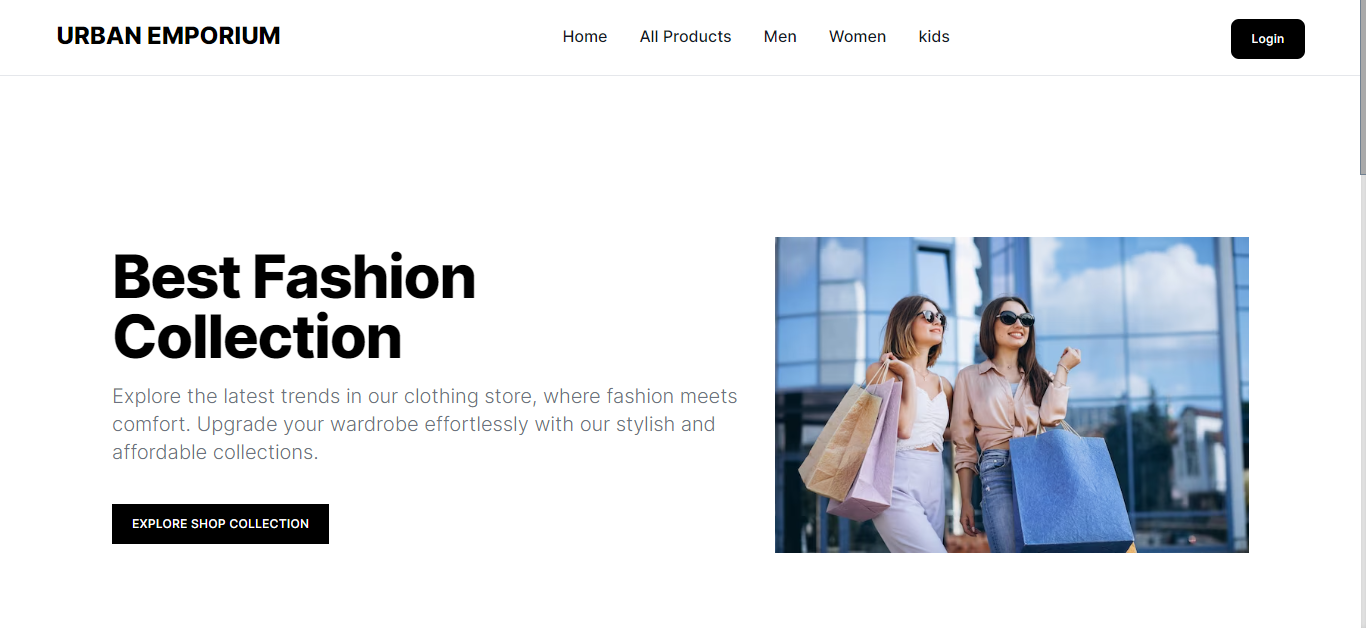 URBAN EMPORIUM
Home All Products Men Women kids
Login
Best Fashion
Collection
Explore the latest trends in our clothing store, where fashion meets
comfort. Upgrade your wardrobe effortlessly with our stylish and
affordable collections.
EXPLORE SHOP COLLECTION